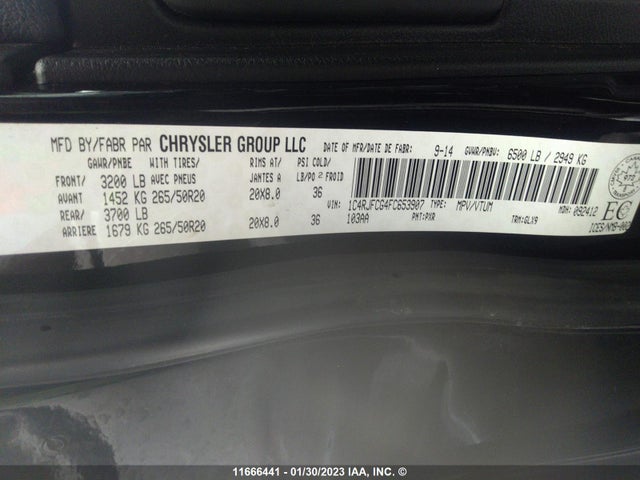 MFD BY/FABR PAR CHRYSLER GROUP LLC DATE OF MFR/DATE DE FABR: 9-14 GVWR/PNBV: 6500 LB / 2949 KG
GAWR/PNBE WITH TIRES/ RIMS AT/ PSI COLD/
AVEC PNEUS JANTES A LB/PO² FROID
FRONT/ 3200 LB
AVANT 1452 KG 265/50R20 20X8.0 36
REAR/ 3700 LB
ARRIERE 1679 KG 265/50R20 20X8.0 36
VIN: 1C4RJFCG4FC653907 TYPE: MPV/VTUM MRH: 092412
103AA PNT: PXR TRM: GLX9
EC
11666441 - 01/30/2023 IAA, INC. ©